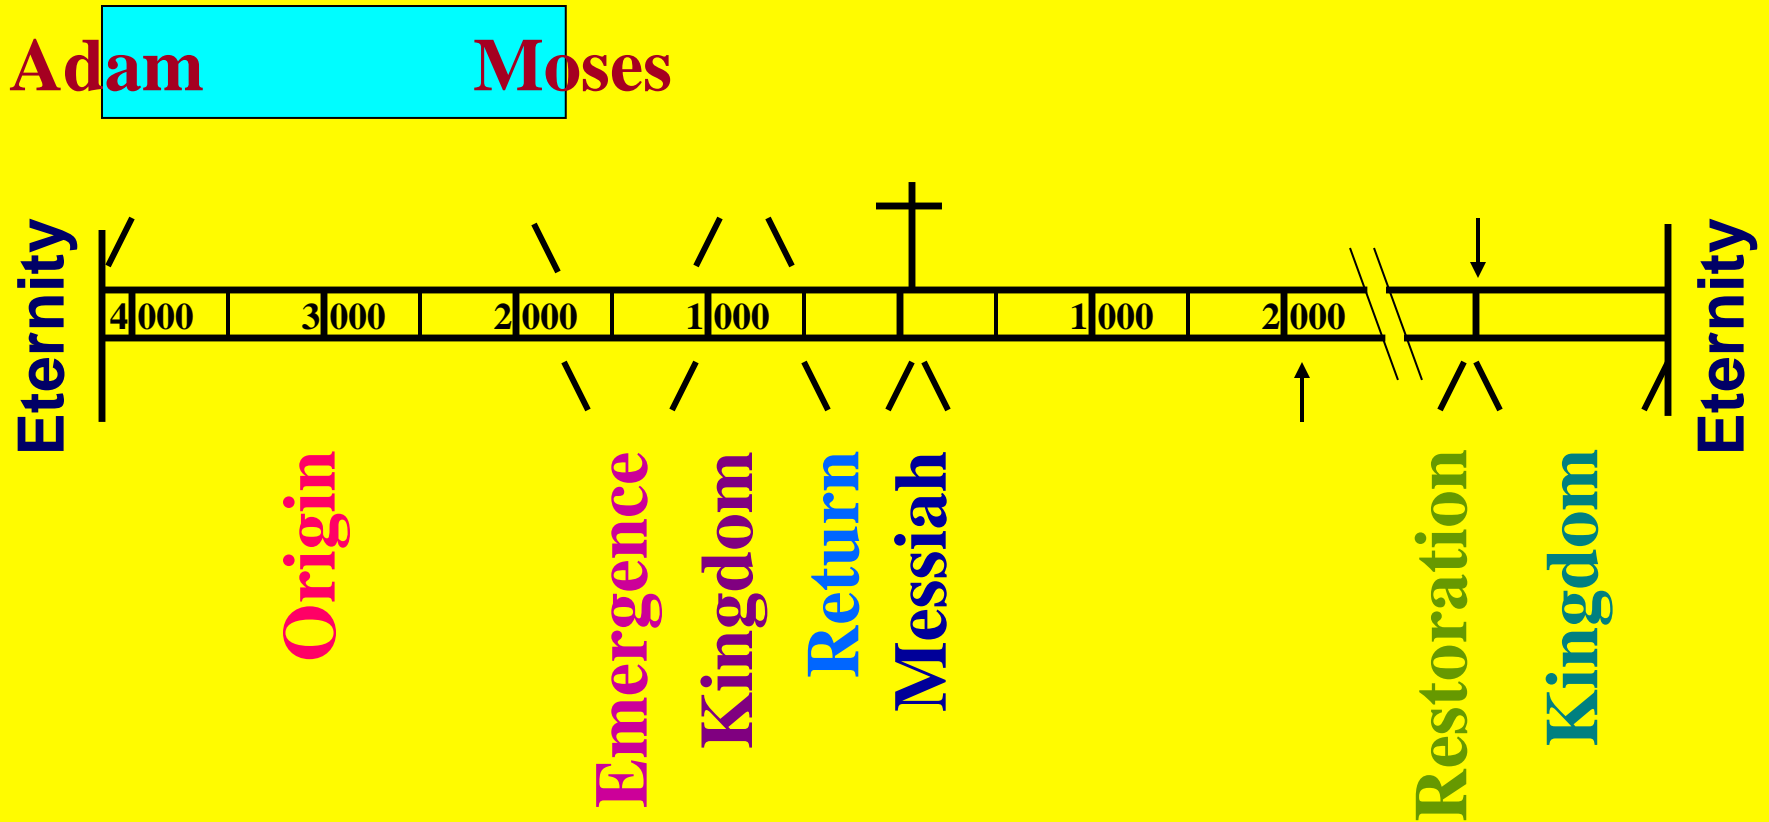 Adam Moses
Eternity
4000 3000 2000 1000 1000 2000
Eternity
Origin
Emergence
Kingdom
Return
Messiah
Restoration
Kingdom